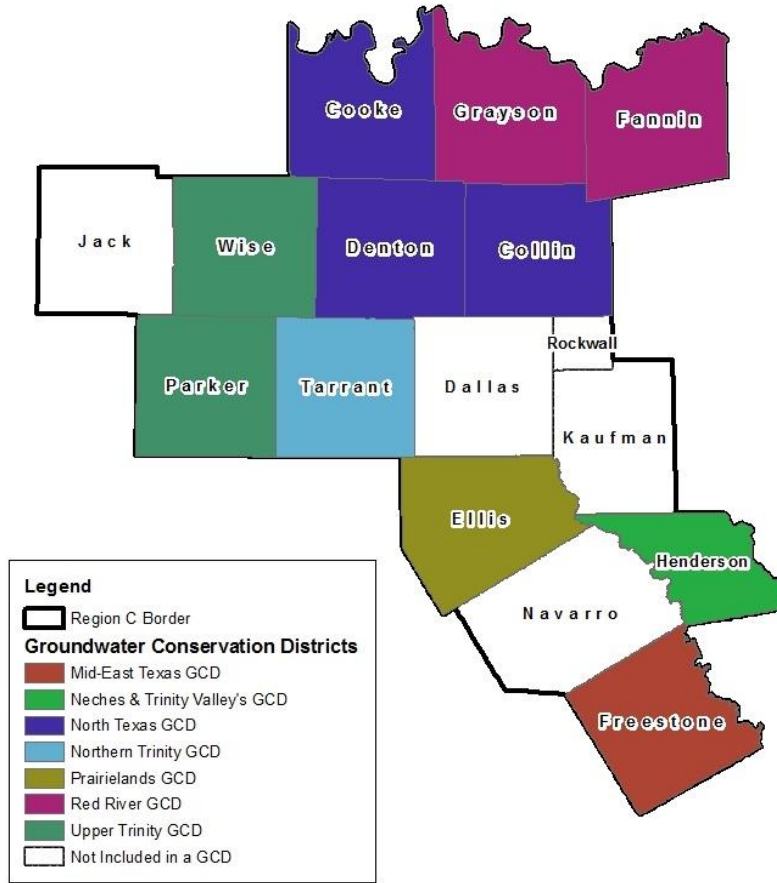 Cooke
Grayson
Fannin
Jack
Wise
Denton
Collin
Rockwall
Parker
Tarrant
Dallas
Kaufman
Ellis
Henderson
Navarro
Freestone
Legend
Region C Border
Groundwater Conservation Districts
Mid-East Texas GCD
Neches & Trinity Valley's GCD
North Texas GCD
Northern Trinity GCD
Prairielands GCD
Red River GCD
Upper Trinity GCD
Not Included in a GCD